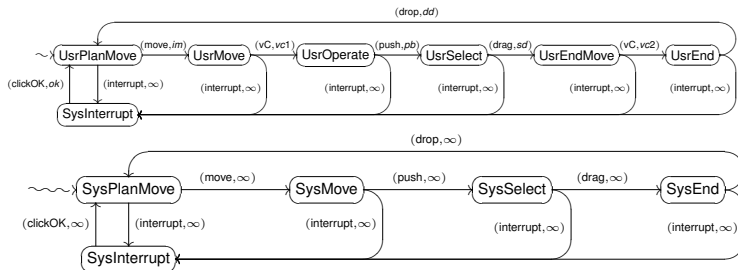 (drop,dd)
UsrPlanMove (move,im) UsrMove (vC,vc1) UsrOperate (push,pb) UsrSelect (drag,sd) UsrEndMove (vC,vc2) UsrEnd
(clickOK,ok) (interrupt,∞) (interrupt,∞) (interrupt,∞) (interrupt,∞) (interrupt,∞) (interrupt,∞)
SysInterrupt
(drop,∞)
SysPlanMove (move,∞) SysMove (push,∞) SysSelect (drag,∞) SysEnd
(clickOK,∞) (interrupt,∞) (interrupt,∞) (interrupt,∞) (interrupt,∞)
SysInterrupt